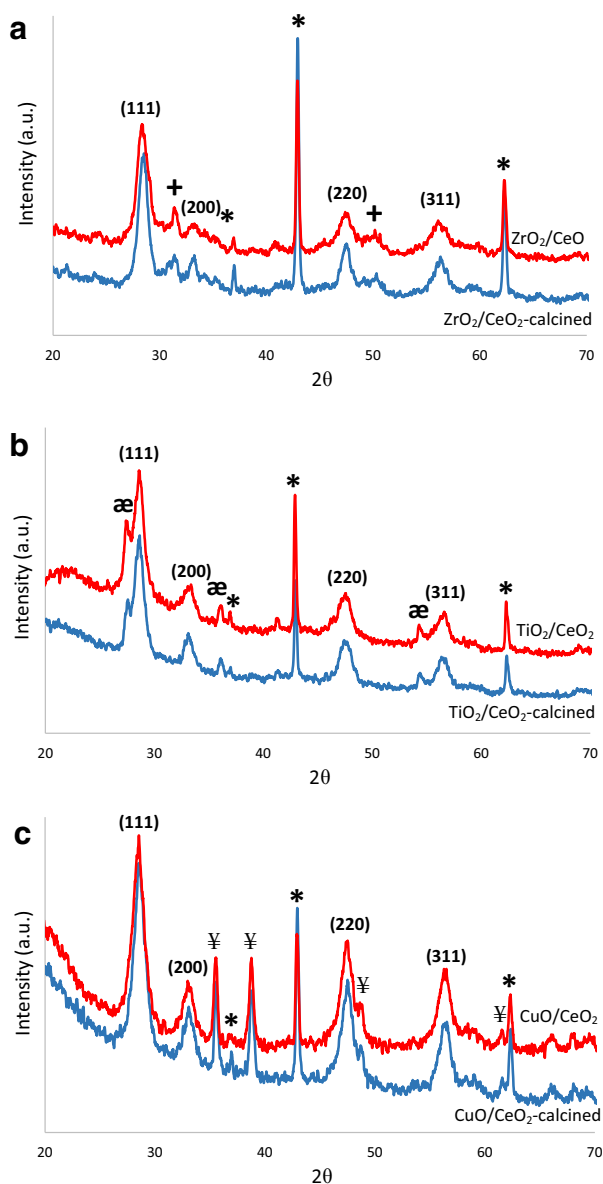 a
*
(111)
+
(200)
*
(220)
+
(311)
*
Intensity (a.u.)
ZrO₂/CeO
ZrO₂/CeO₂-calcined
20 30 40 50 60 70
2θ
b
(111)
æ
(200)
æ
*
*
(220)
æ
(311)
*
Intensity (a.u.)
TiO₂/CeO₂
TiO₂/CeO₂-calcined
20 30 40 50 60 70
2θ
c
(111)
(200)
¥
*
¥
*
(220)
¥
(311)
¥
*
Intensity (a.u.)
CuO/CeO₂
CuO/CeO₂-calcined
20 30 40 50 60 70
2θ